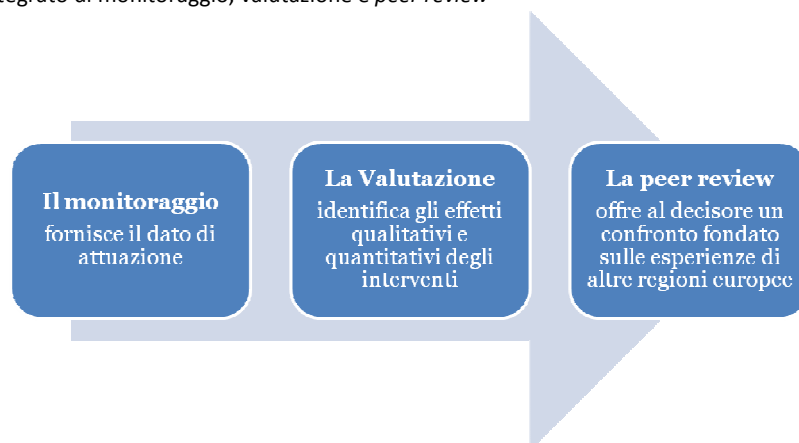 tegrato di monitoraggio, valutazione e peer review
Il monitoraggio
fornisce il dato di
attuazione
La Valutazione
identifica gli effetti
qualitativi e
quantitativi degli
interventi
La peer review
offre al decisore un
confronto fondato
sulle esperienze di
altre regioni europee